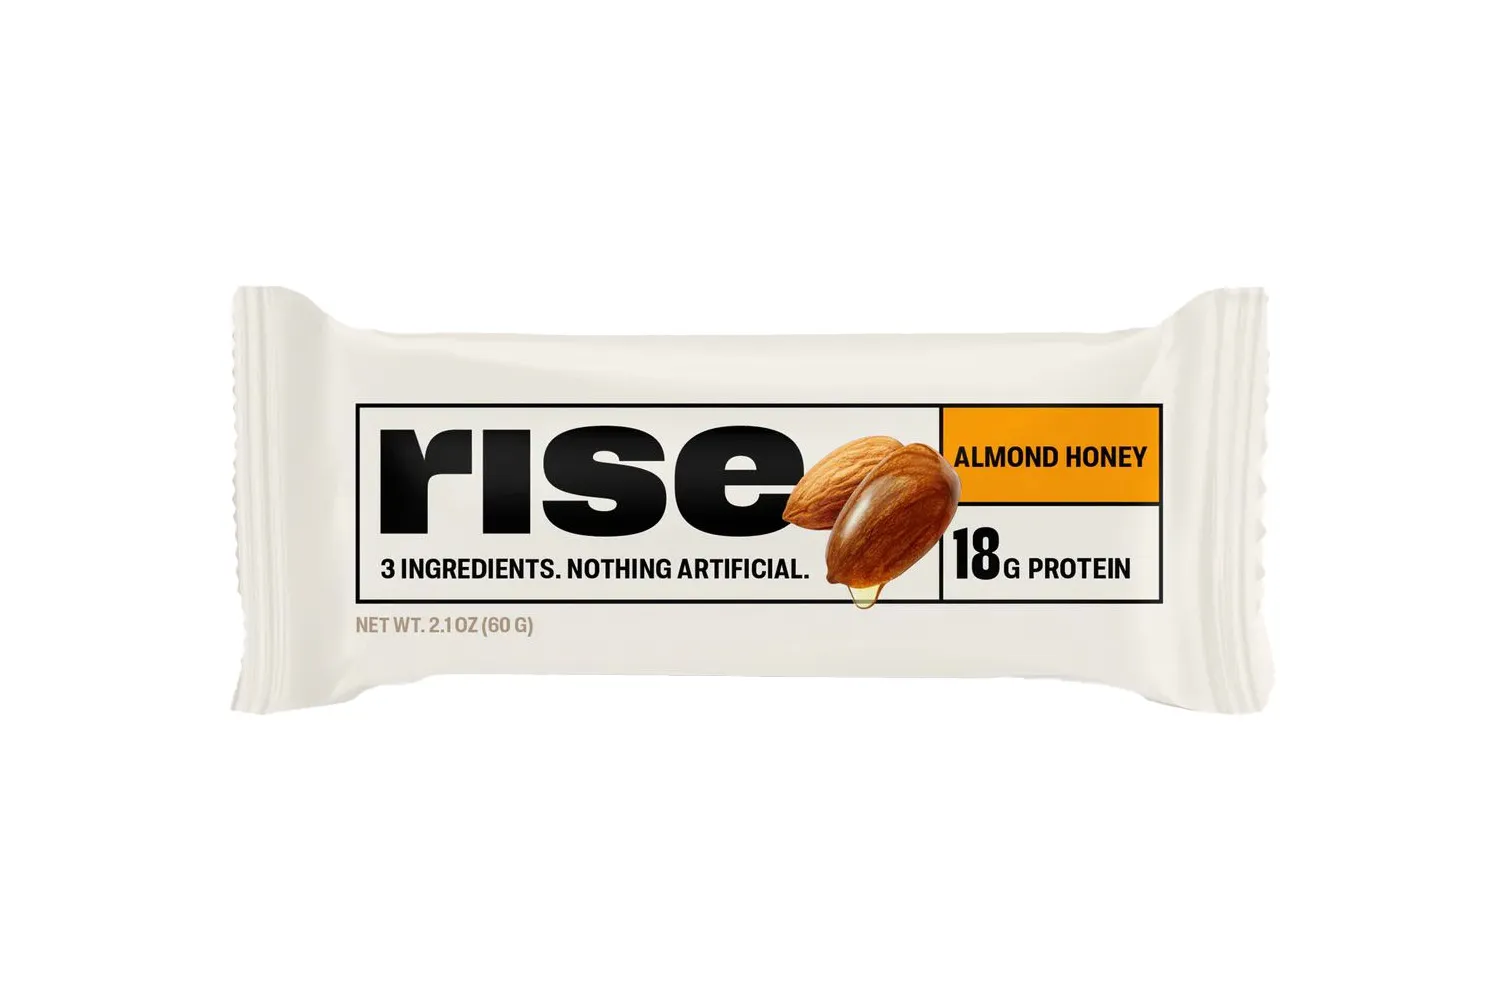 rise
3 INGREDIENTS. NOTHING ARTIFICIAL.
ALMOND HONEY
18G PROTEIN
NET WT. 2.1 OZ (60 G)